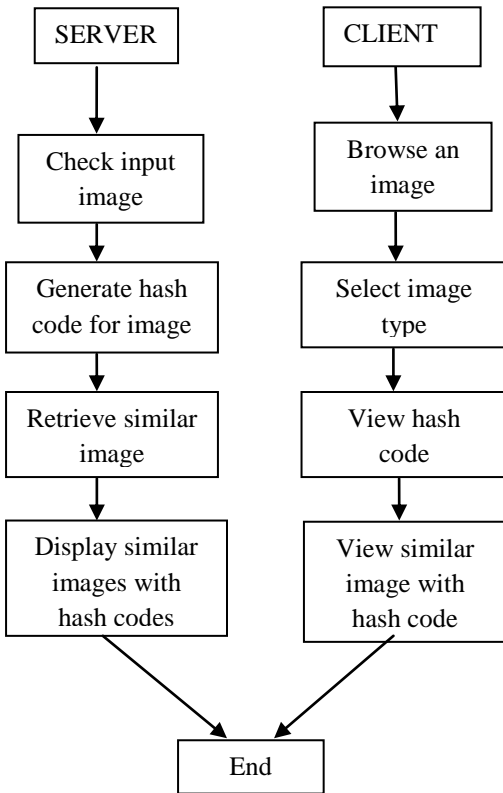 SERVER
Check input
image
Generate hash
code for image
Retrieve similar
image
Display similar
images with
hash codes
CLIENT
Browse an
image
Select image
type
View hash
code
View similar
image with
hash code
End